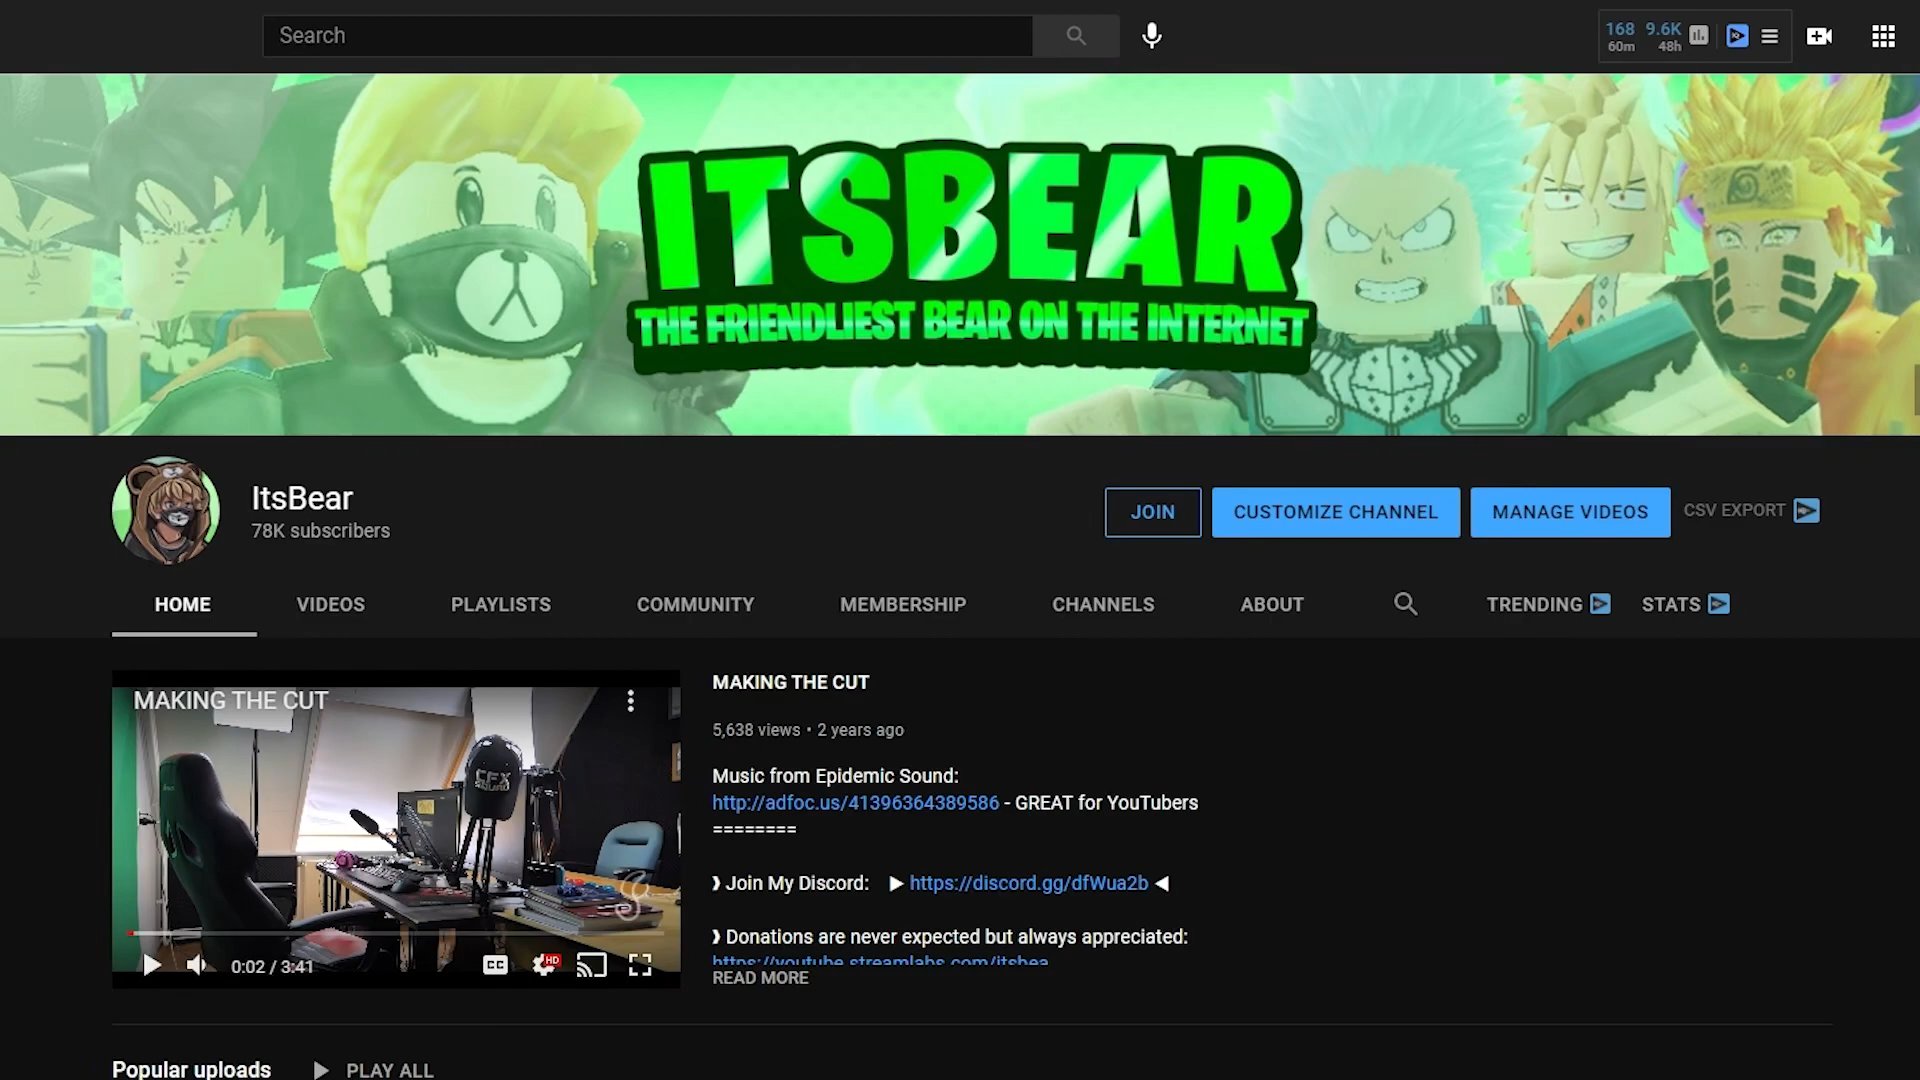 Search
168 9.6K
60m 48h
ITSBEAR
THE FRIENDLIEST BEAR ON THE INTERNET
ItsBear
78K subscribers
JOIN
CUSTOMIZE CHANNEL
MANAGE VIDEOS
CSV EXPORT
HOME VIDEOS PLAYLISTS COMMUNITY MEMBERSHIP CHANNELS ABOUT TRENDING STATS
MAKING THE CUT
CFX
SOUND
0:02 / 3:41
CC
HD
MAKING THE CUT
5,638 views • 2 years ago
Music from Epidemic Sound:
http://adfoc.us/41396364389586 - GREAT for YouTubers
========
❫ Join My Discord: ▶ https://discord.gg/dfWua2b ◀
❫ Donations are never expected but always appreciated:
https://youtube.streamlabs.com/itsbea
READ MORE
Popular uploads
PLAY ALL